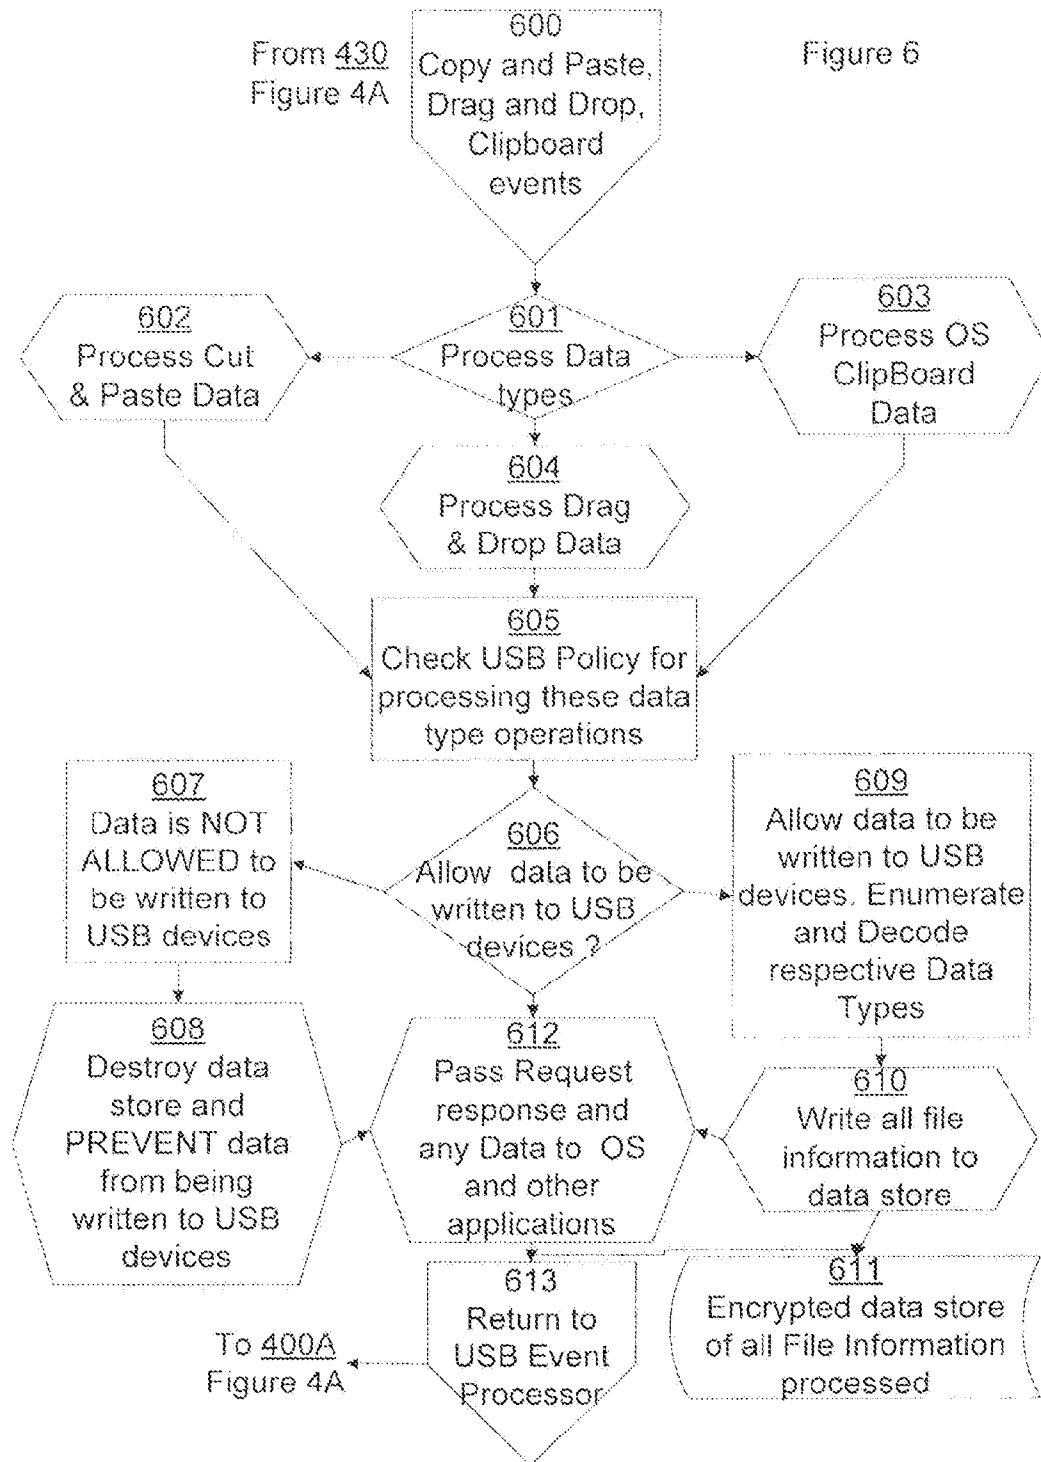 From 430
Figure 4A
600
Copy and Paste,
Drag and Drop,
Clipboard
events
Figure 6
602
Process Cut
& Paste Data
601
Process Data
types
603
Process OS
ClipBoard
Data
604
Process Drag
& Drop Data
605
Check USB Policy for
processing these data
type operations
607
Data is NOT
ALLOWED to
be written to
USB devices
606
Allow data to be
written to USB
devices ?
609
Allow data to be
written to USB
devices. Enumerate
and Decode
respective Data
Types
608
Destroy data
store and
PREVENT data
from being
written to USB
devices
612
Pass Request
response and
any Data to OS
and other
applications
610
Write all file
information to
data store
613
Return to
USB Event
Processor
611
Encrypted data store
of all File Information
processed
To 400A
Figure 4A